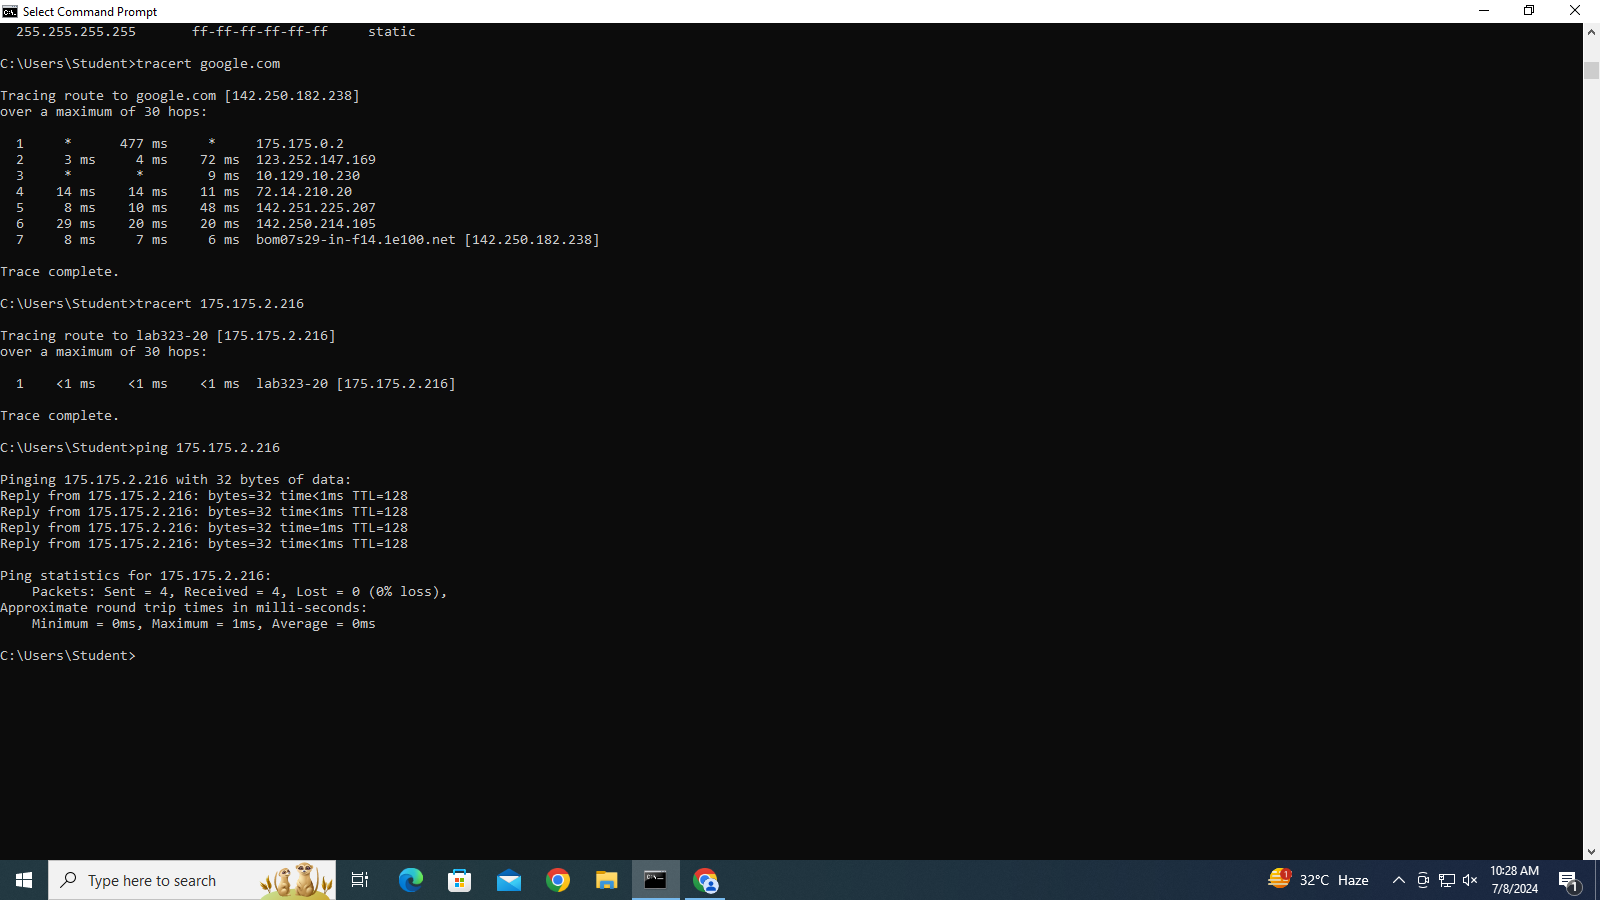 Select Command Prompt
  255.255.255.255       ff-ff-ff-ff-ff-ff     static
C:\Users\Student>tracert google.com
Tracing route to google.com [142.250.182.238]
over a maximum of 30 hops:
  1     *      477 ms     *     175.175.0.2
  2     3 ms     4 ms    72 ms  123.252.147.169
  3     *        *        9 ms  10.129.10.230
  4    14 ms    14 ms    11 ms  72.14.210.20
  5     8 ms    10 ms    48 ms  142.251.225.207
  6    29 ms    20 ms    20 ms  142.250.214.105
  7     8 ms     7 ms     6 ms  bom07s29-in-f14.1e100.net [142.250.182.238]
Trace complete.
C:\Users\Student>tracert 175.175.2.216
Tracing route to lab323-20 [175.175.2.216]
over a maximum of 30 hops:
  1    <1 ms    <1 ms    <1 ms  lab323-20 [175.175.2.216]
Trace complete.
C:\Users\Student>ping 175.175.2.216
Pinging 175.175.2.216 with 32 bytes of data:
Reply from 175.175.2.216: bytes=32 time<1ms TTL=128
Reply from 175.175.2.216: bytes=32 time<1ms TTL=128
Reply from 175.175.2.216: bytes=32 time=1ms TTL=128
Reply from 175.175.2.216: bytes=32 time<1ms TTL=128
Ping statistics for 175.175.2.216:
    Packets: Sent = 4, Received = 4, Lost = 0 (0% loss),
Approximate round trip times in milli-seconds:
    Minimum = 0ms, Maximum = 1ms, Average = 0ms
C:\Users\Student>
Type here to search
1
32°C Haze
10:28 AM
7/8/2024
1